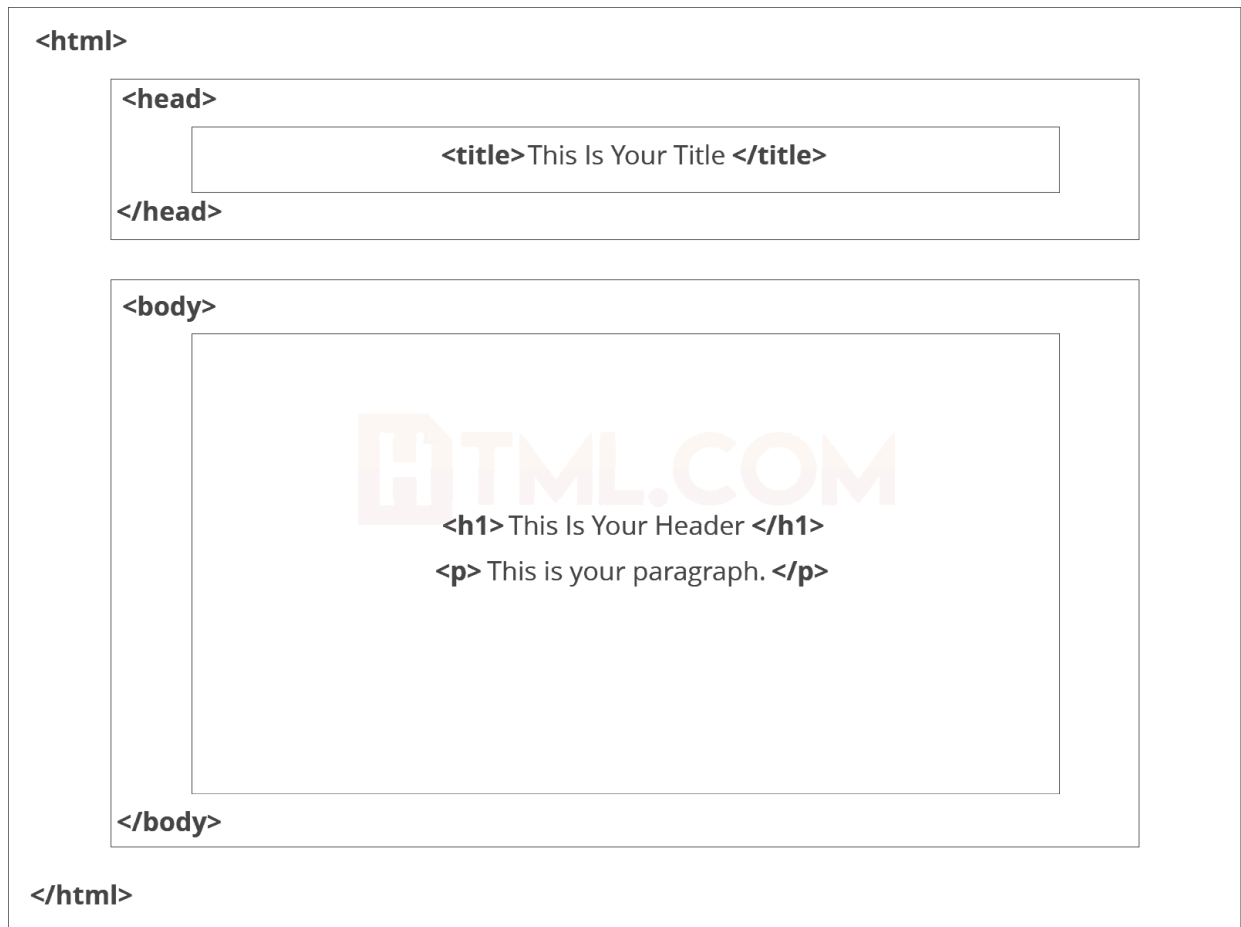 <html>
<head>
<title>This Is Your Title </title>
</head>
<body>
HTML.COM
<h1> This Is Your Header </h1>
<p> This is your paragraph. </p>
</body>
</html>